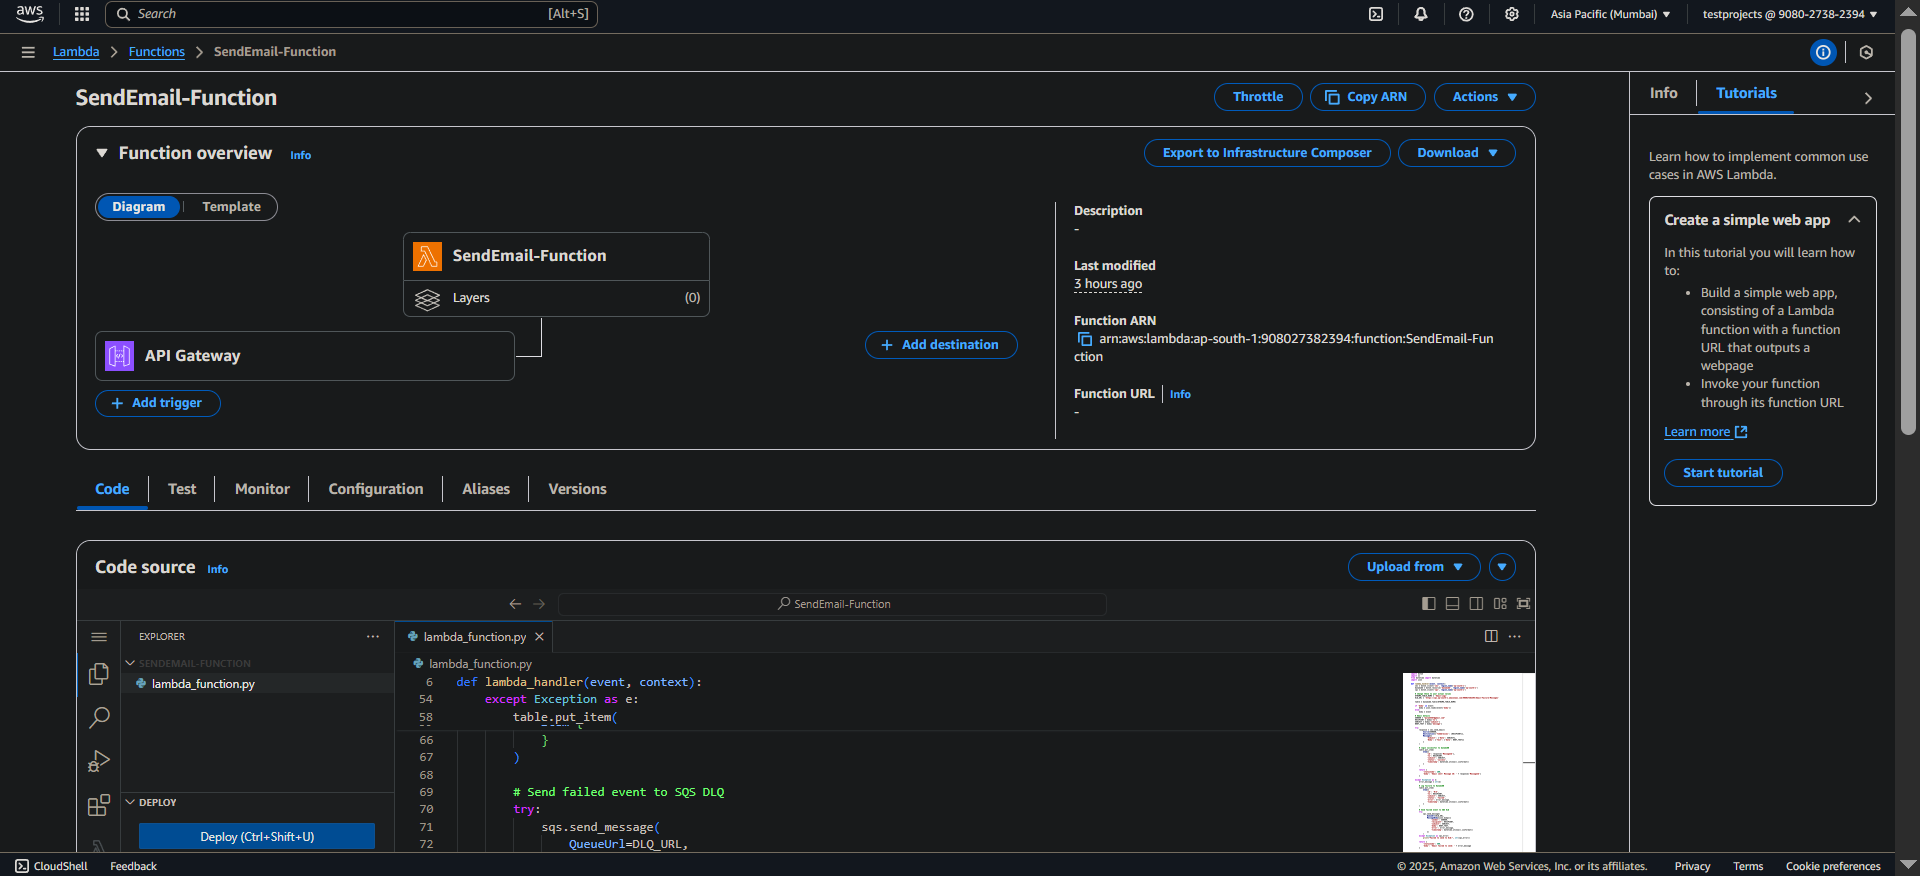 aws
Search
[Alt+S]
Asia Pacific (Mumbai)
testprojects @ 9080-2738-2394
Lambda
Functions
SendEmail-Function
SendEmail-Function
Throttle
Copy ARN
Actions
Info
Tutorials
Function overview
Info
Export to Infrastructure Composer
Download
Diagram
Template
SendEmail-Function
Layers
(0)
API Gateway
Add trigger
Add destination
Description
-
Last modified
3 hours ago
Function ARN
arn:aws:lambda:ap-south-1:908027382394:function:SendEmail-Fun
ction
Function URL
Info
-
Learn how to implement common use
cases in AWS Lambda.
Create a simple web app
In this tutorial you will learn how
to:
Build a simple web app,
consisting of a Lambda
function with a function
URL that outputs a
webpage
Invoke your function
through its function URL
Learn more
Start tutorial
Code
Test
Monitor
Configuration
Aliases
Versions
Code source
Info
Upload from
SendEmail-Function
EXPLORER
SENDEMAIL-FUNCTION
lambda_function.py
DEPLOY
Deploy (Ctrl+Shift+U)
lambda_function.py
lambda_function.py
6 def lambda_handler(event, context):
54 except Exception as e:
58 table.put_item(
66 }
67 )
68
69 # Send failed event to SQS DLQ
70 try:
71 sqs.send_message(
72 QueueUrl=DLQ_URL,
CloudShell
Feedback
© 2025, Amazon Web Services, Inc. or its affiliates.
Privacy
Terms
Cookie preferences